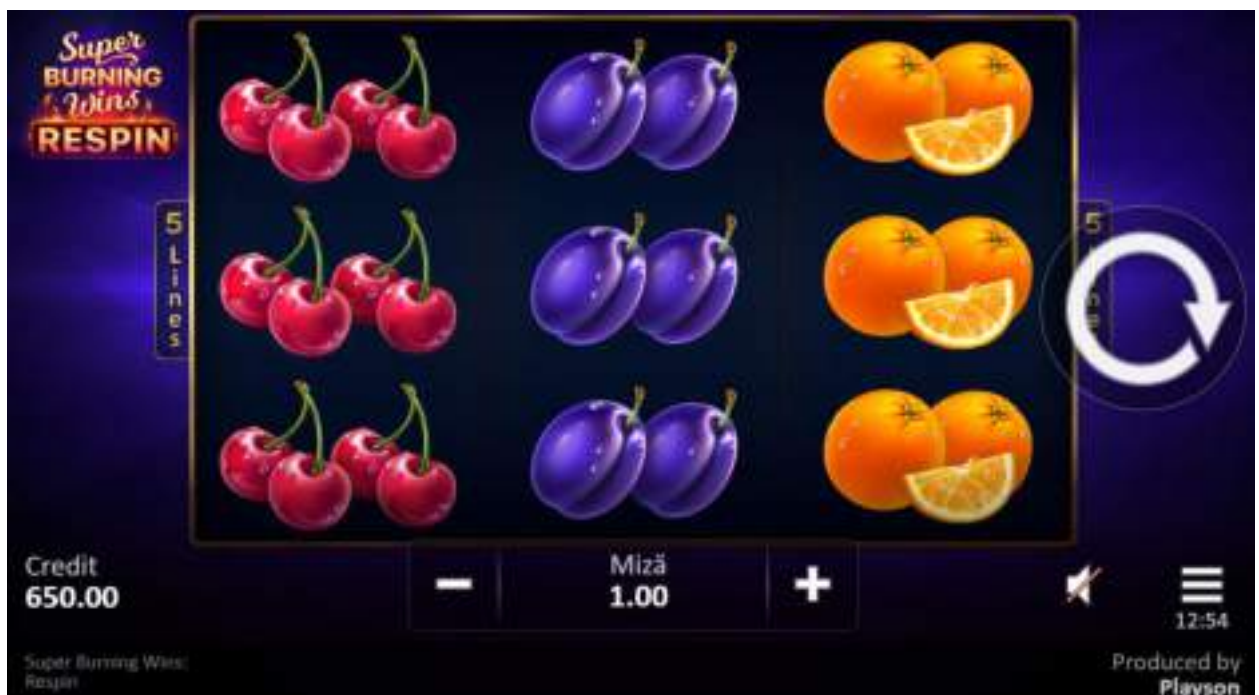 Super
BURNING
Wins
RESPIN
5
Lines
5
Credit
650.00
Miză
1.00
12:54
Super Burning Wins:
Respin
Produced by
Playson